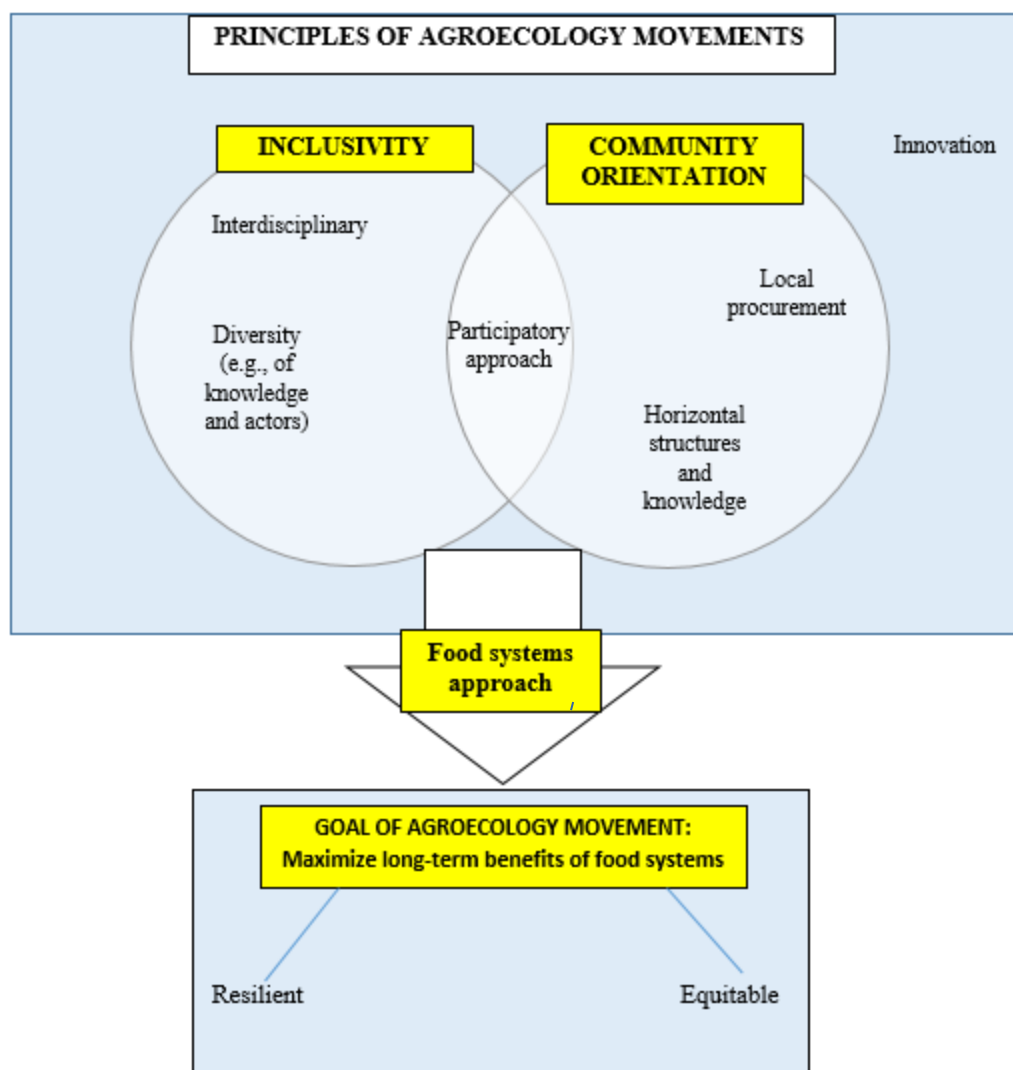 PRINCIPLES OF AGROECOLOGY MOVEMENTS
INCLUSIVITY
COMMUNITY
ORIENTATION
Innovation
Interdisciplinary
Local
procurement
Diversity
(e.g., of
knowledge
and actors)
Participatory
approach
Horizontal
structures
and
knowledge
Food systems
approach
GOAL OF AGROECOLOGY MOVEMENT:
Maximize long-term benefits of food systems
Resilient
Equitable